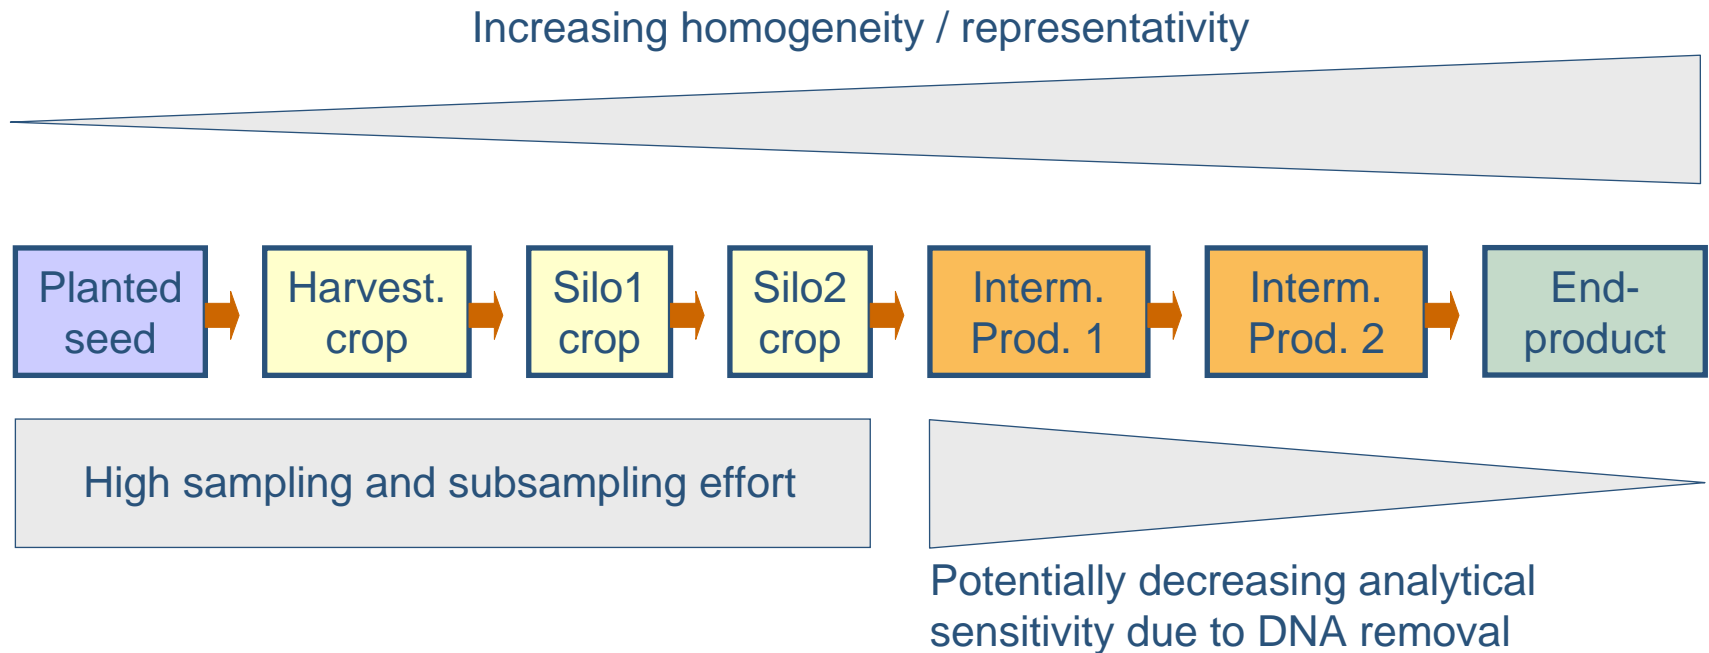 Increasing homogeneity / representativity
Planted
seed
Harvest.
crop
Silo1
crop
Silo2
crop
Interm.
Prod. 1
Interm.
Prod. 2
End-
product
High sampling and subsampling effort
Potentially decreasing analytical
sensitivity due to DNA removal